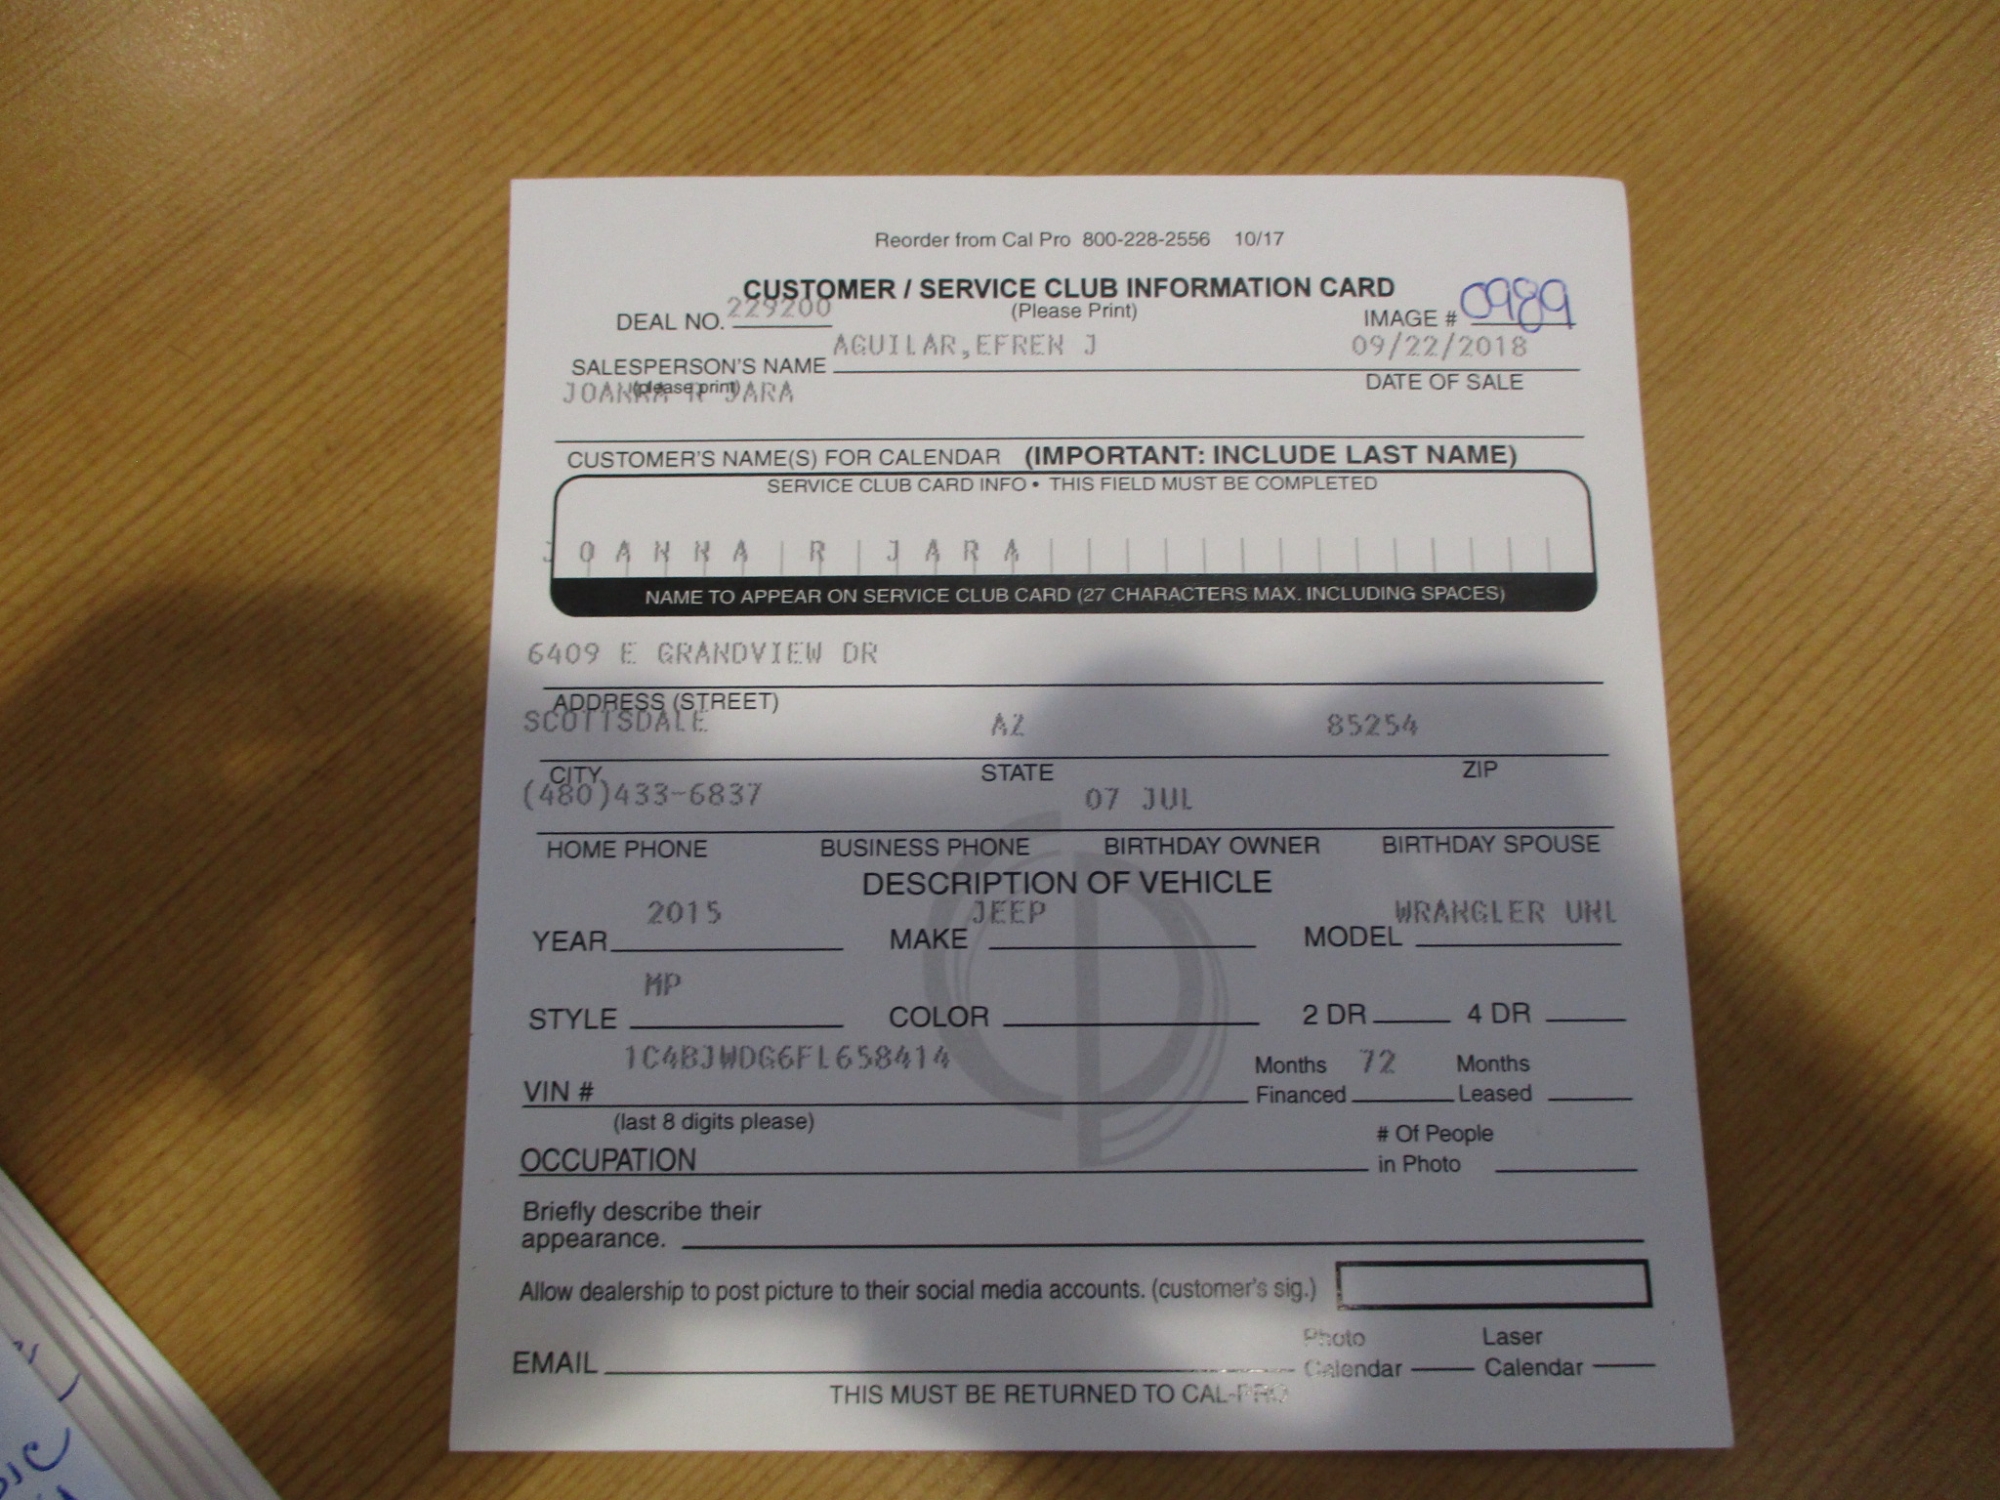 Reorder from Cal Pro 800-228-2556 10/17
CUSTOMER / SERVICE CLUB INFORMATION CARD
(Please Print)
DEAL NO. 229200
IMAGE # 0989
SALESPERSON'S NAME AGUILAR,EFREN J 09/22/2018
(please print) DATE OF SALE
JOANNA R JARA
CUSTOMER'S NAME(S) FOR CALENDAR (IMPORTANT: INCLUDE LAST NAME)
SERVICE CLUB CARD INFO • THIS FIELD MUST BE COMPLETED
JOANNA R JARA
NAME TO APPEAR ON SERVICE CLUB CARD (27 CHARACTERS MAX. INCLUDING SPACES)
6409 E GRANDVIEW DR
ADDRESS (STREET)
SCOTTSDALE AZ 85254
CITY STATE ZIP
(480)433-6837 07 JUL
HOME PHONE BUSINESS PHONE BIRTHDAY OWNER BIRTHDAY SPOUSE
DESCRIPTION OF VEHICLE
YEAR 2015 MAKE JEEP MODEL WRANGLER UNL
STYLE MP COLOR 2 DR 4 DR
VIN # 1C4BJWDG6FL658414 Months Financed 72 Months Leased
(last 8 digits please)
OCCUPATION # Of People in Photo
Briefly describe their
appearance.
Allow dealership to post picture to their social media accounts. (customer's sig.)
EMAIL Photo Calendar Laser Calendar
THIS MUST BE RETURNED TO CAL-PRO